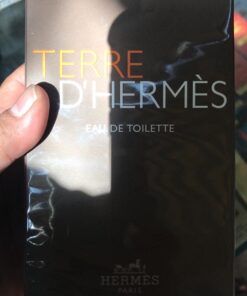 TERRE
D'HERMÈS
EAU DE TOILETTE
HERMÈS
PARIS